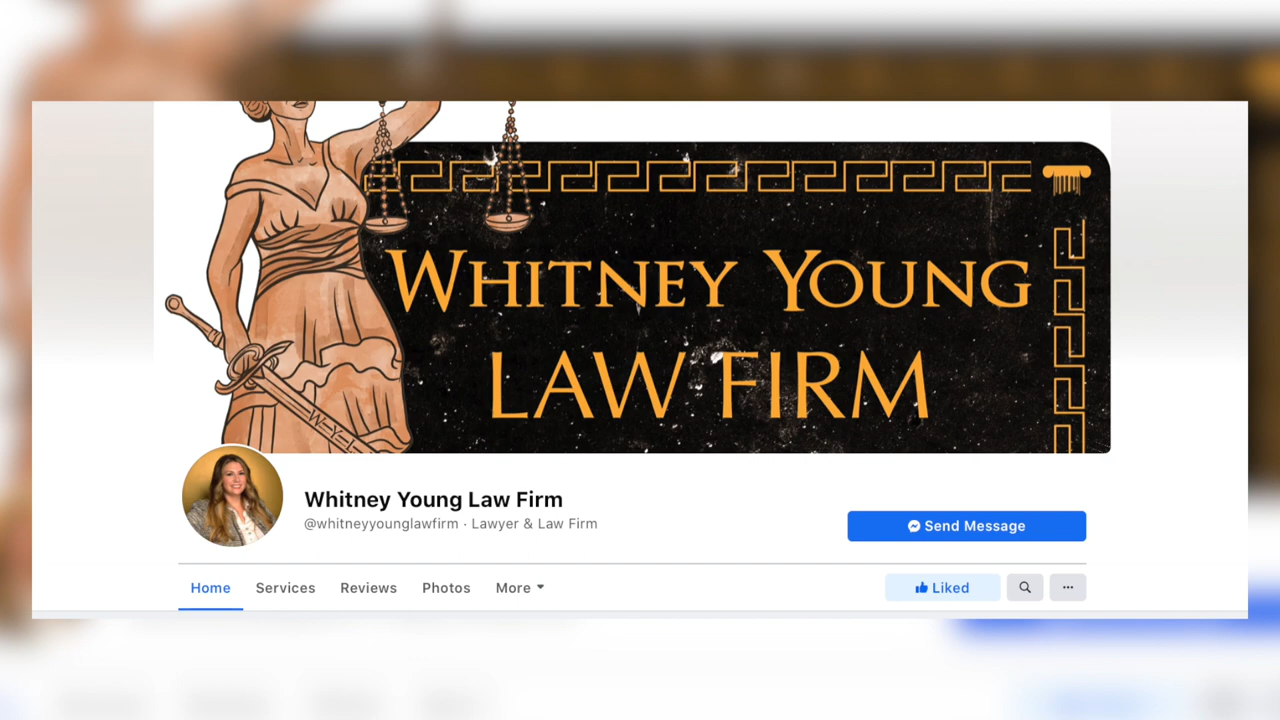 WHITNEY YOUNG
LAW FIRM
Whitney Young Law Firm
@whitneyyounglawfirm · Lawyer & Law Firm
Send Message
Home Services Reviews Photos More
Liked